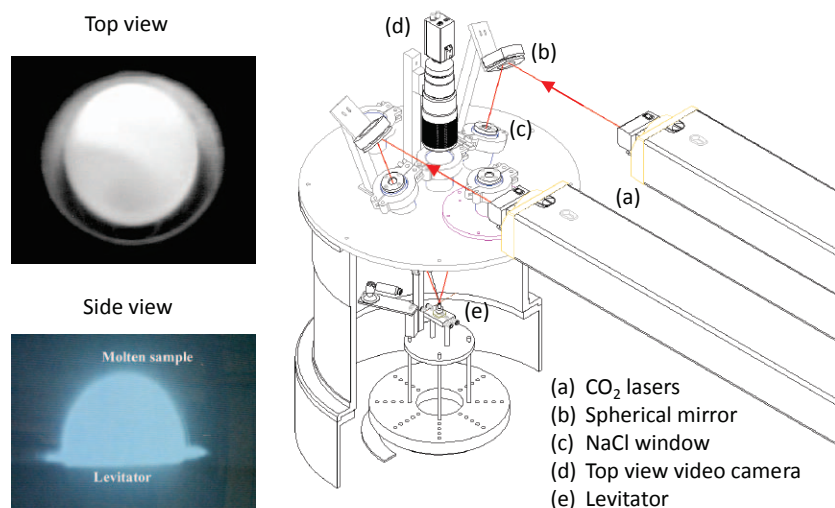 Top view
Side view
Molten sample
Levitator
(d)
(b)
(c)
(a)
(e)
(a) CO₂ lasers
(b) Spherical mirror
(c) NaCl window
(d) Top view video camera
(e) Levitator